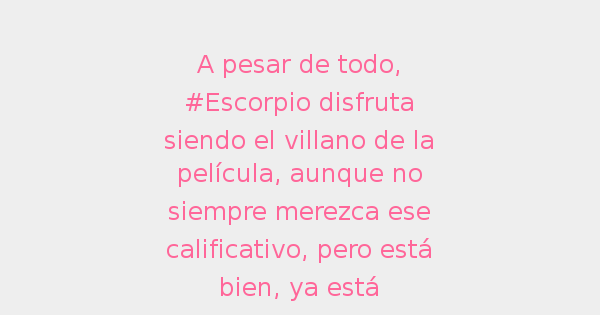 A pesar de todo,
#Escorpio disfruta
siendo el villano de la
película, aunque no
siempre merezca ese
calificativo, pero está
bien, ya está